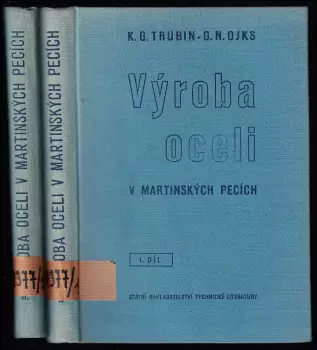 K. G. TRUBIN - G. N. OJKS
Výroba
oceli
V MARTINSKÝCH PECÍCH
I. DÍL
STÁTNÍ NAKLADATELSTVÍ TECHNICKÉ LITERATURY
OBA OCELI V MARTINSKÝCH PECÍCH
OBA OCELI V MARTINSKÝCH PECÍCH